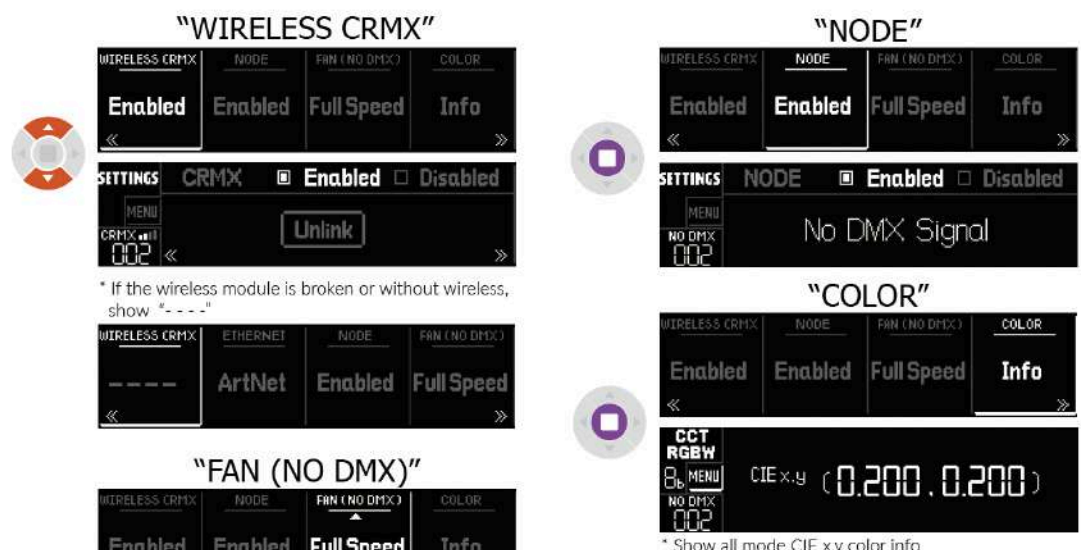 “WIRELESS CRMX”
WIRELESS CRMX NODE FAN (NO DMX) COLOR
Enabled Enabled Full Speed Info
« »
SETTINGS CRMX Enabled Disabled
MENU
Unlink
CRMX
002 « »
* If the wireless module is broken or without wireless,
show "- - - -"
WIRELESS CRMX ETHERNET NODE FAN (NO DMX)
---- ArtNet Enabled Full Speed
« »
“FAN (NO DMX)”
WIRELESS CRMX NODE FAN (NO DMX) COLOR
Enabled Enabled Full Speed Info
“NODE”
WIRELESS CRMX NODE FAN (NO DMX) COLOR
Enabled Enabled Full Speed Info
« »
SETTINGS NODE Enabled Disabled
MENU
No DMX Signal
NO DMX
002
“COLOR”
WIRELESS CRMX NODE FAN (NO DMX) COLOR
Enabled Enabled Full Speed Info
« »
CCT
RGBW
8b MENU CIE x.y (0.200 . 0.200)
NO DMX
002
* Show all mode CIE x y color info